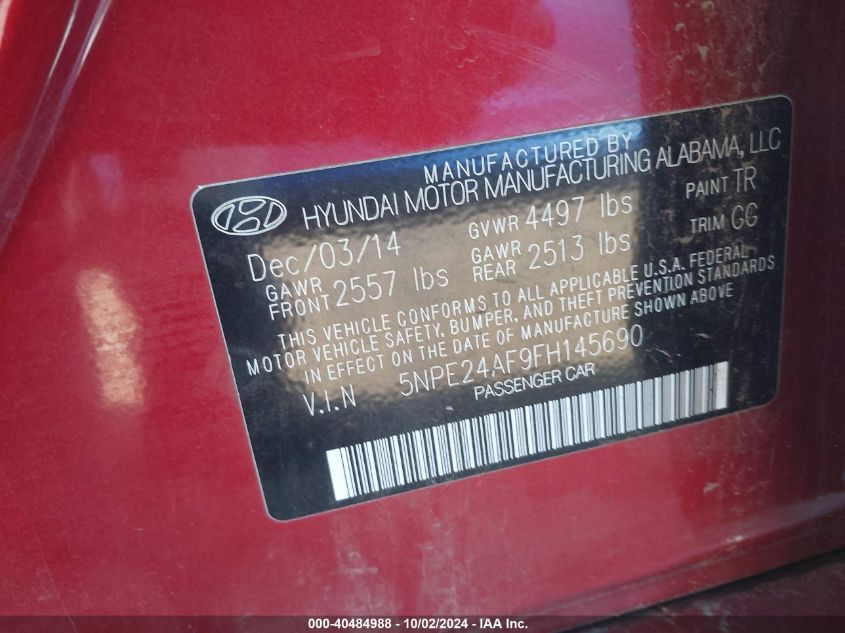 MANUFACTURED BY
HYUNDAI MOTOR MANUFACTURING ALABAMA, LLC
Dec/03/14 GVWR 4497 lbs PAINT TR
GAWR FRONT 2557 lbs GAWR REAR 2513 lbs TRIM GG
THIS VEHICLE CONFORMS TO ALL APPLICABLE U.S.A. FEDERAL
MOTOR VEHICLE SAFETY, BUMPER, AND THEFT PREVENTION STANDARDS
IN EFFECT ON THE DATE OF MANUFACTURE SHOWN ABOVE
V.I.N 5NPE24AF9FH145690
PASSENGER CAR
000-40484988 - 10/02/2024 - IAA Inc.